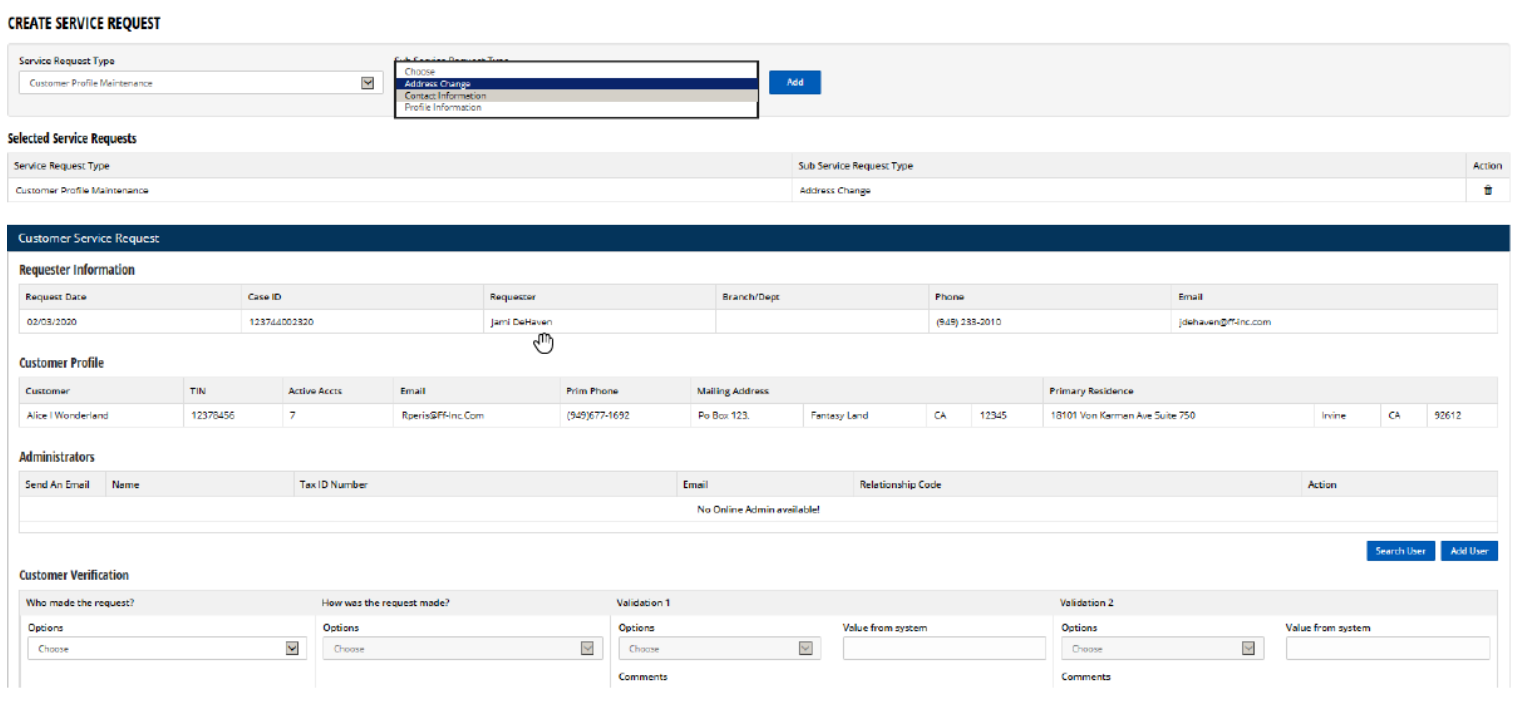 CREATE SERVICE REQUEST
Service Request Type
Sub Service Request Type
Customer Profile Maintenance
Choose
Address Change
Contact Information
Profile Information
Add
Selected Service Requests
Service Request Type Sub Service Request Type Action
Customer Profile Maintenance Address Change
Customer Service Request
Requester Information
Request Date Case ID Requester Branch/Dept Phone Email
02/03/2020 123744002320 Jami DeHaven (949) 233-2010 jdehaven@ff-inc.com
Customer Profile
Customer TIN Active Accts Email Prim Phone Mailing Address Primary Residence
Alice I Wonderland 12378456 7 Rperis@Ff-Inc.Com (949)677-1692 Po Box 123, Fantasy Land CA 12345 18101 Von Karman Ave Suite 750 Irvine CA 92612
Administrators
Send An Email Name Tax ID Number Email Relationship Code Action
No Online Admin available!
Search User Add User
Customer Verification
Who made the request? How was the request made? Validation 1 Validation 2
Options Options Options Value from system Options Value from system
Choose Choose Choose Choose
Comments Comments